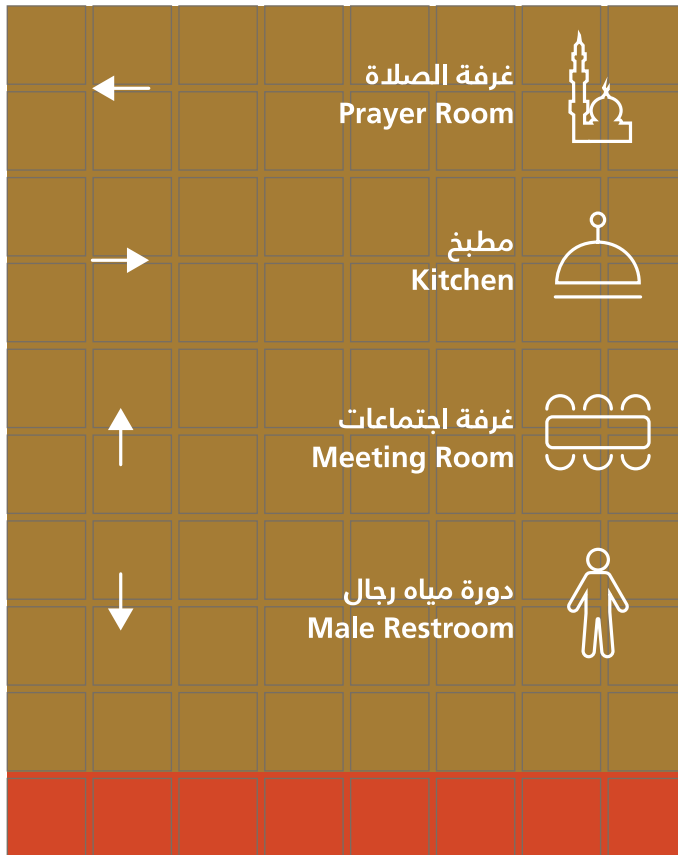 غرفة الصلاة
Prayer Room
مطبخ
Kitchen
غرفة اجتماعات
Meeting Room
دورة مياه رجال
Male Restroom